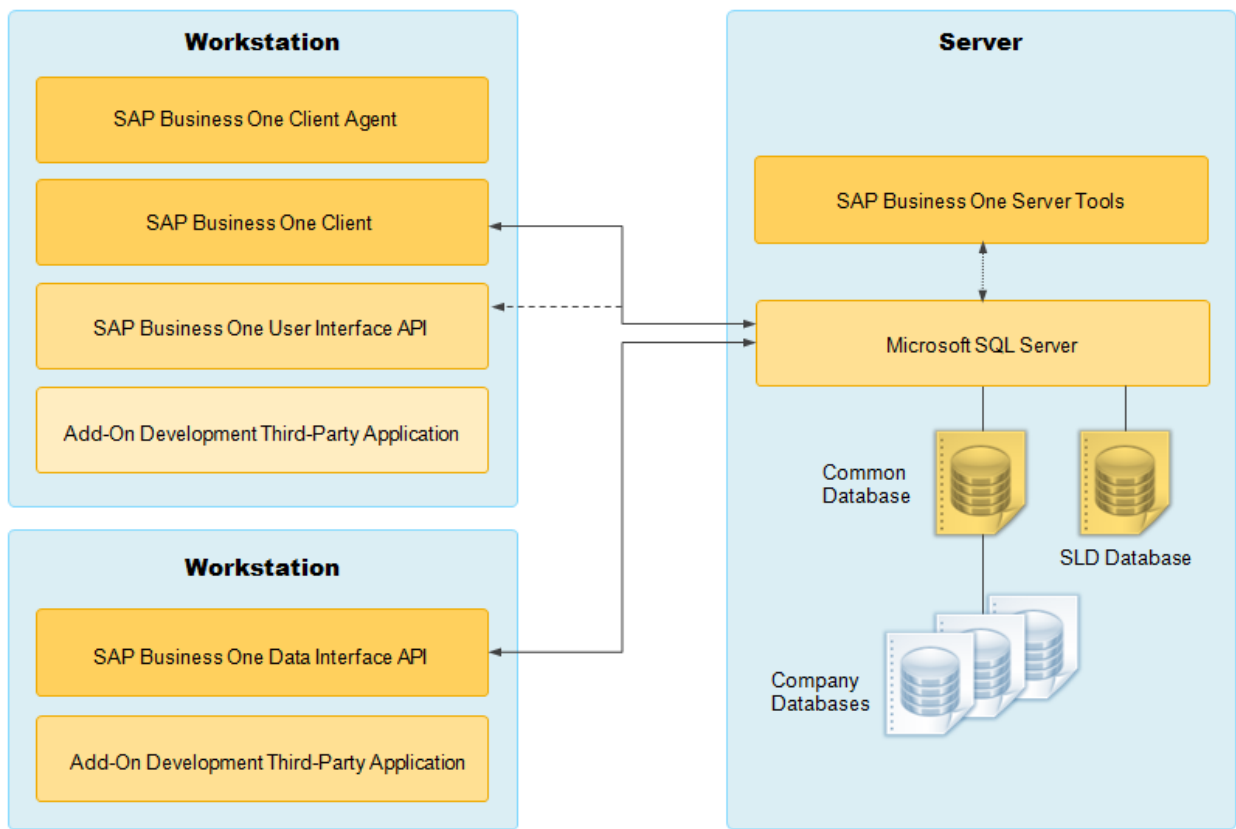 Workstation
SAP Business One Client Agent
SAP Business One Client
SAP Business One User Interface API
Add-On Development Third-Party Application
Workstation
SAP Business One Data Interface API
Add-On Development Third-Party Application
Server
SAP Business One Server Tools
Microsoft SQL Server
Common
Database
SLD Database
Company
Databases